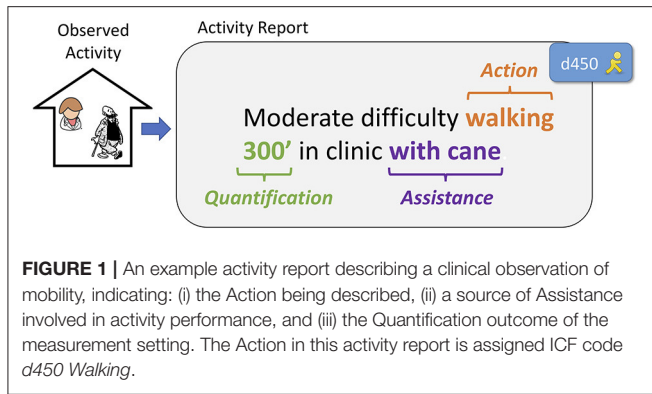 Observed
Activity
Activity Report
d450
Action
Moderate difficulty walking
300’ in clinic with cane
Quantification
Assistance
FIGURE 1 | An example activity report describing a clinical observation of
mobility, indicating: (i) the Action being described, (ii) a source of Assistance
involved in activity performance, and (iii) the Quantification outcome of the
measurement setting. The Action in this activity report is assigned ICF code
d450 Walking.